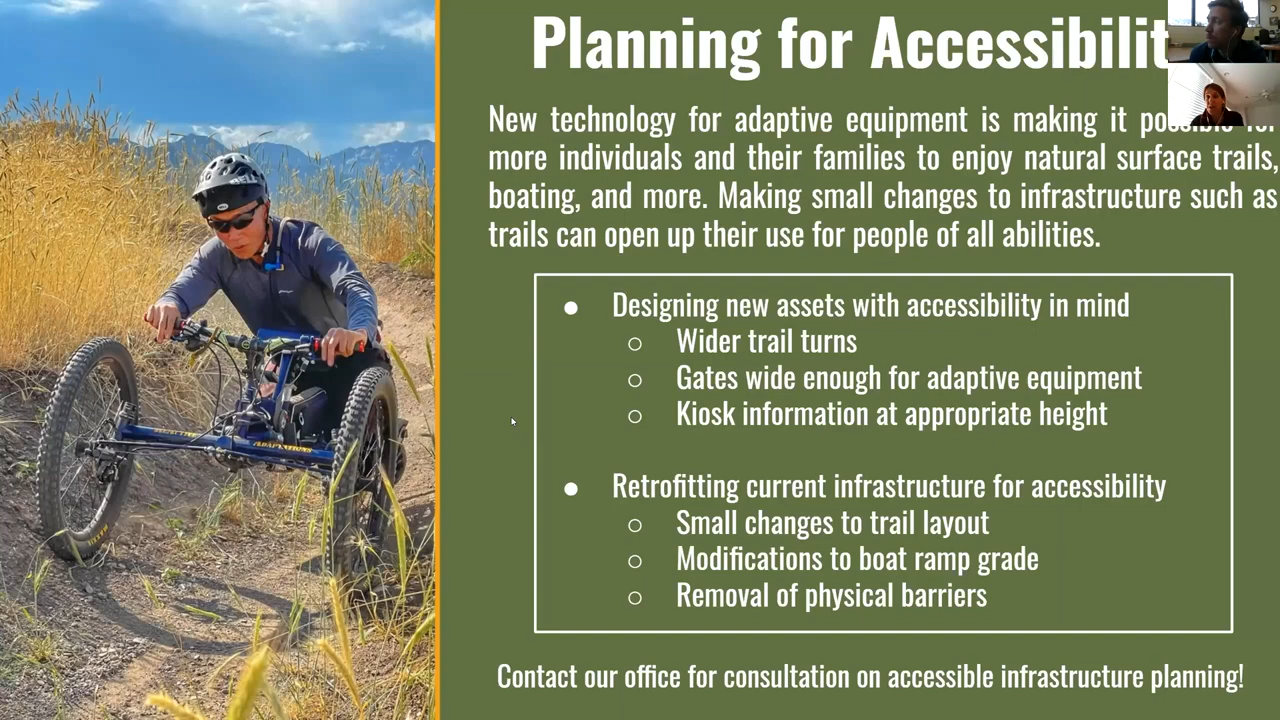 Planning for Accessibilit
New technology for adaptive equipment is making it possible for
more individuals and their families to enjoy natural surface trails,
boating, and more. Making small changes to infrastructure such as
trails can open up their use for people of all abilities.
● Designing new assets with accessibility in mind
○ Wider trail turns
○ Gates wide enough for adaptive equipment
○ Kiosk information at appropriate height
● Retrofitting current infrastructure for accessibility
○ Small changes to trail layout
○ Modifications to boat ramp grade
○ Removal of physical barriers
Contact our office for consultation on accessible infrastructure planning!
BELL